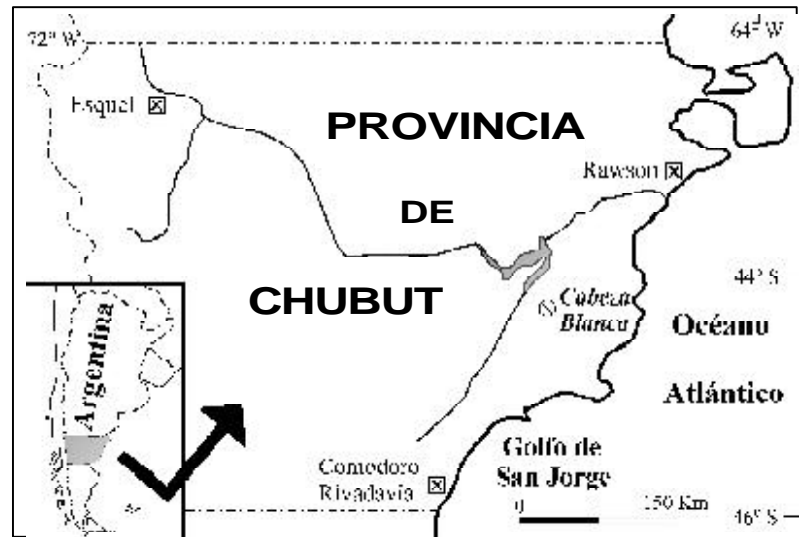 72° W
64° W
Esquel
PROVINCIA
Rawson
DE
44° S
CHUBUT
Cabeza
Blanca
Océano
Argentina
Atlántico
Golfo de
San Jorge
Comodoro
Rivadavia
0
150 Km
46° S